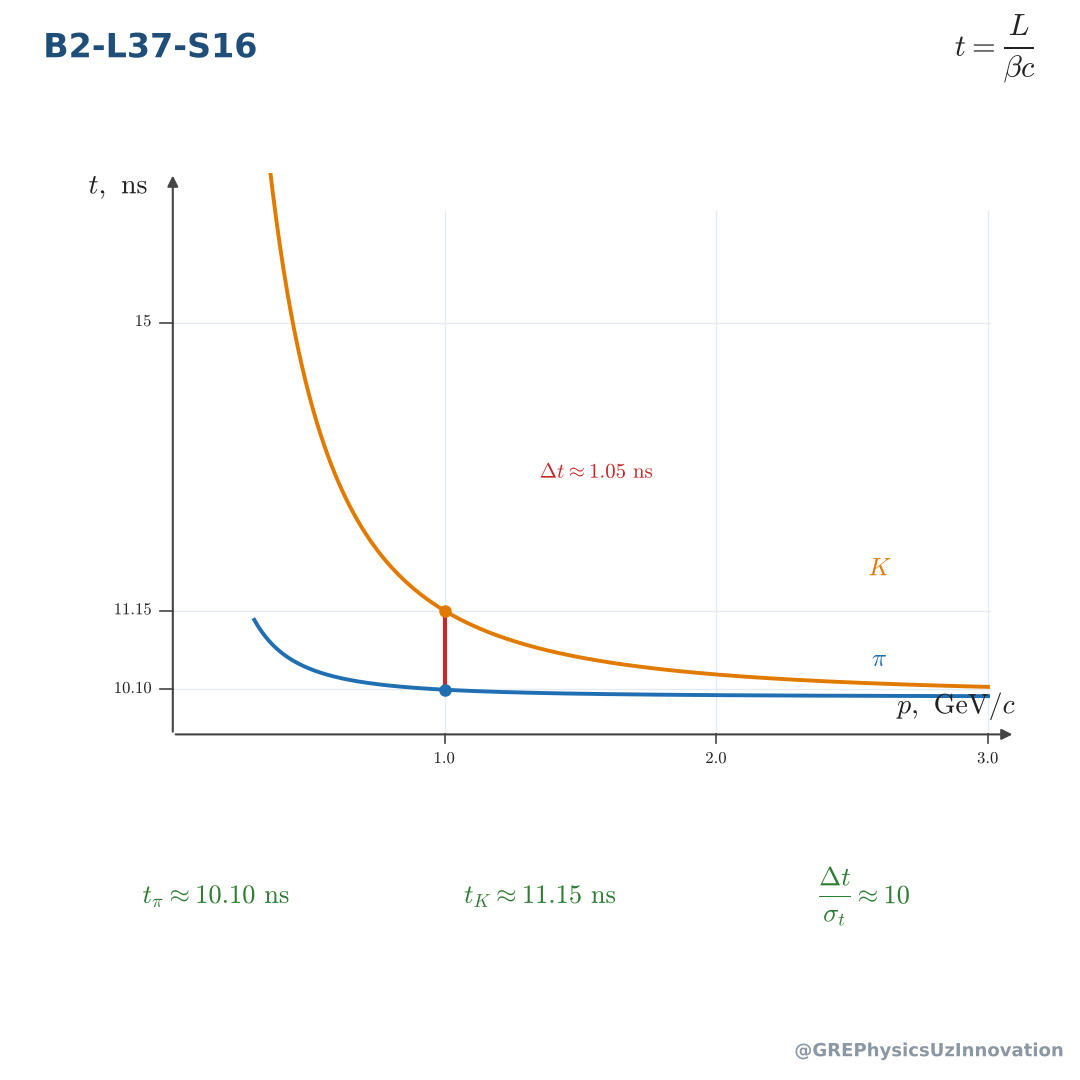 B2-L37-S16
t = L/βc
t, ns
15
Δt ≈ 1.05 ns
K
11.15
π
10.10
p, GeV/c
1.0 2.0 3.0
t_π ≈ 10.10 ns t_K ≈ 11.15 ns Δt/σ_t ≈ 10
@GREPhysicsUzInnovation